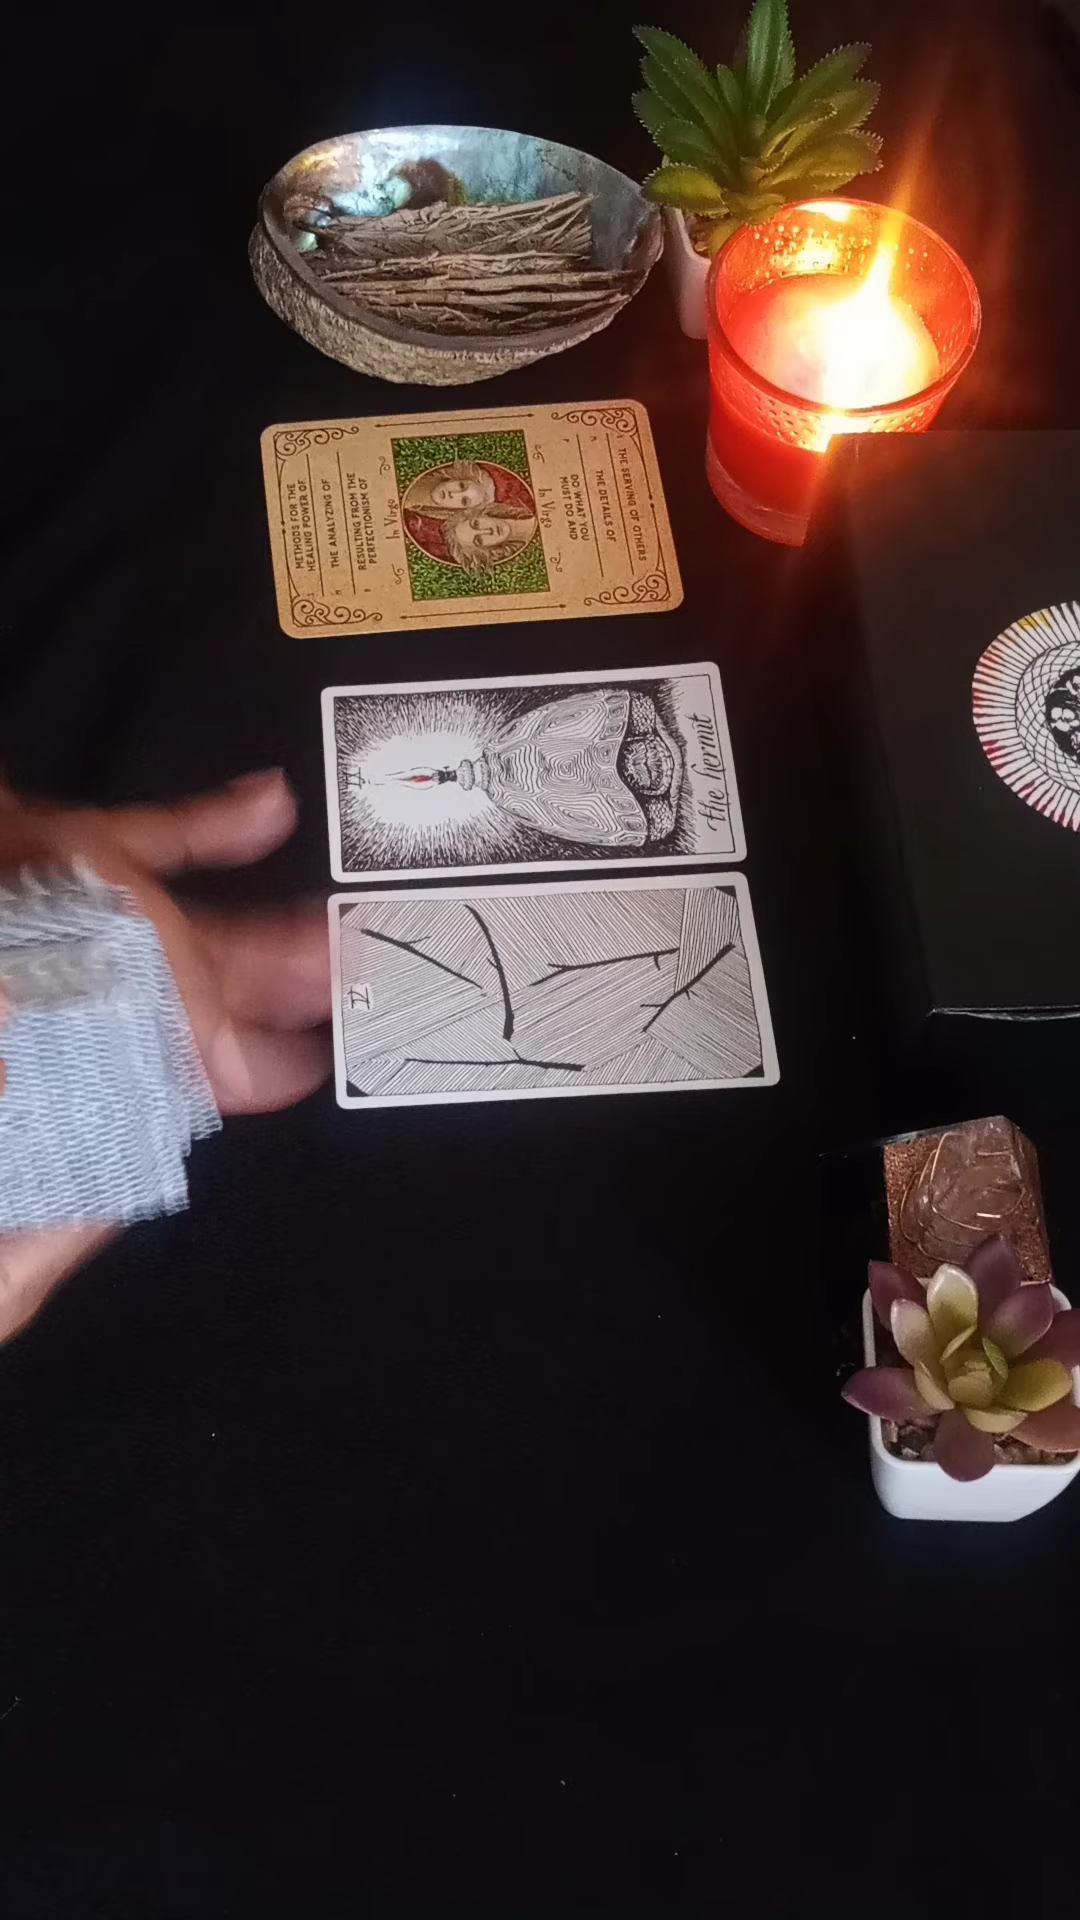 METHODS FOR THE
HEALING POWER OF
THE ANALYZING OF
RESULTING FROM THE
PERFECTIONISM OF
In Virgo
THE SERVING OF OTHERS
THE DETAILS OF
DO WHAT YOU
MUST DO AND
In Virgo
IX
the hermit